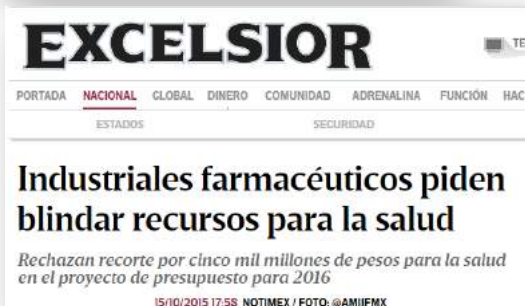 EXCELSIOR
TE
PORTADA NACIONAL GLOBAL DINERO COMUNIDAD ADRENALINA FUNCIÓN HAC
ESTADOS SECURIDAD
Industriales farmacéuticos piden
blindar recursos para la salud
Rechazan recorte por cinco mil millones de pesos para la salud
en el proyecto de presupuesto para 2016
15/10/2015 17:58 NOTIMEX / FOTO: @AMIIFMX